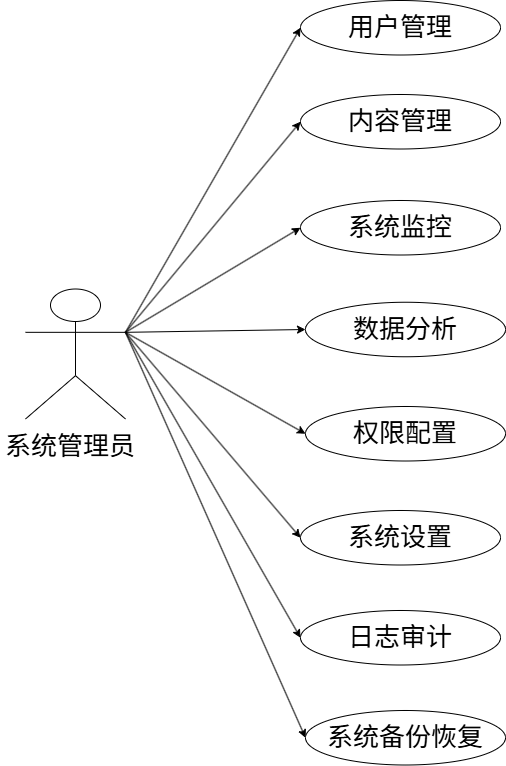 用户管理
内容管理
系统监控
数据分析
系统管理员
权限配置
系统设置
日志审计
系统备份恢复